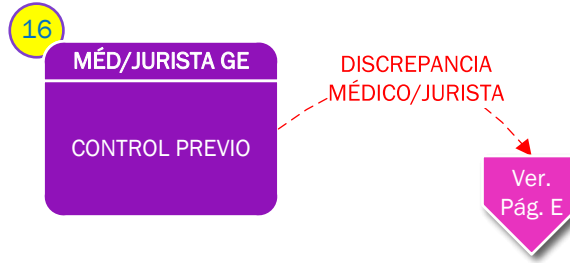 16
MÉD/JURISTA GE
CONTROL PREVIO
DISCREPANCIA
MÉDICO/JURISTA
Ver.
Pág. E